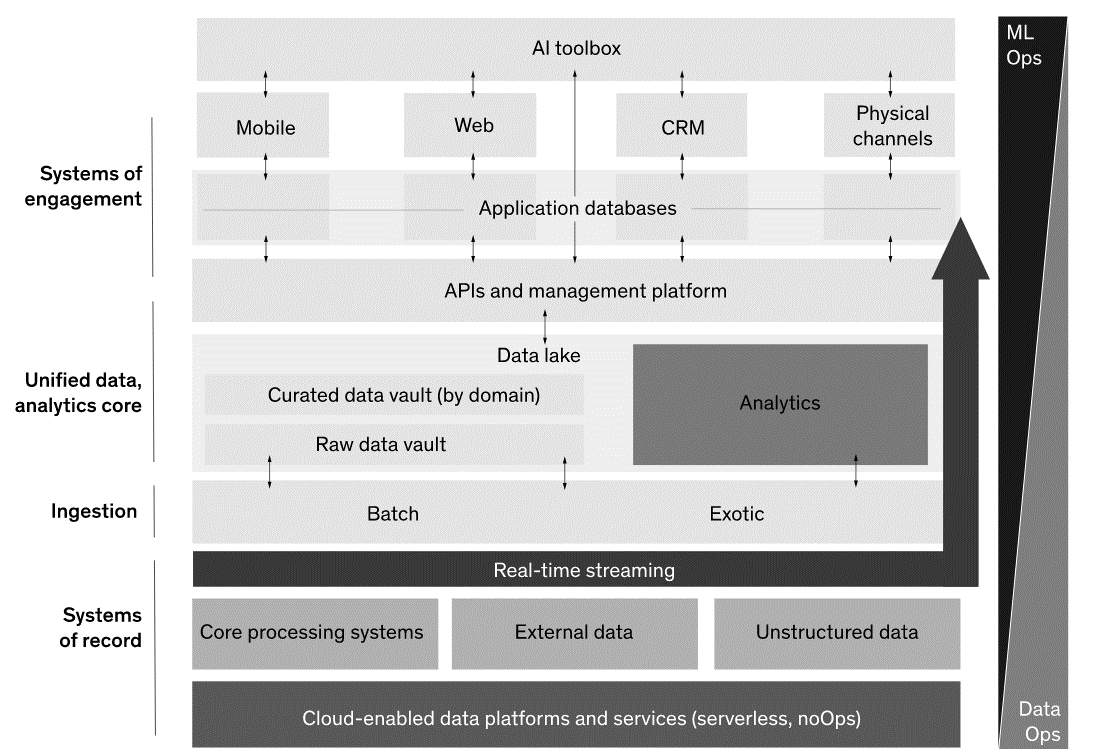 AI toolbox
ML
Ops
Mobile
Web
CRM
Physical
channels
Systems of
engagement
Application databases
APIs and management platform
Data lake
Unified data,
analytics core
Curated data vault (by domain)
Analytics
Raw data vault
Ingestion
Batch
Exotic
Real-time streaming
Systems
of record
Core processing systems
External data
Unstructured data
Cloud-enabled data platforms and services (serverless, noOps)
Data
Ops